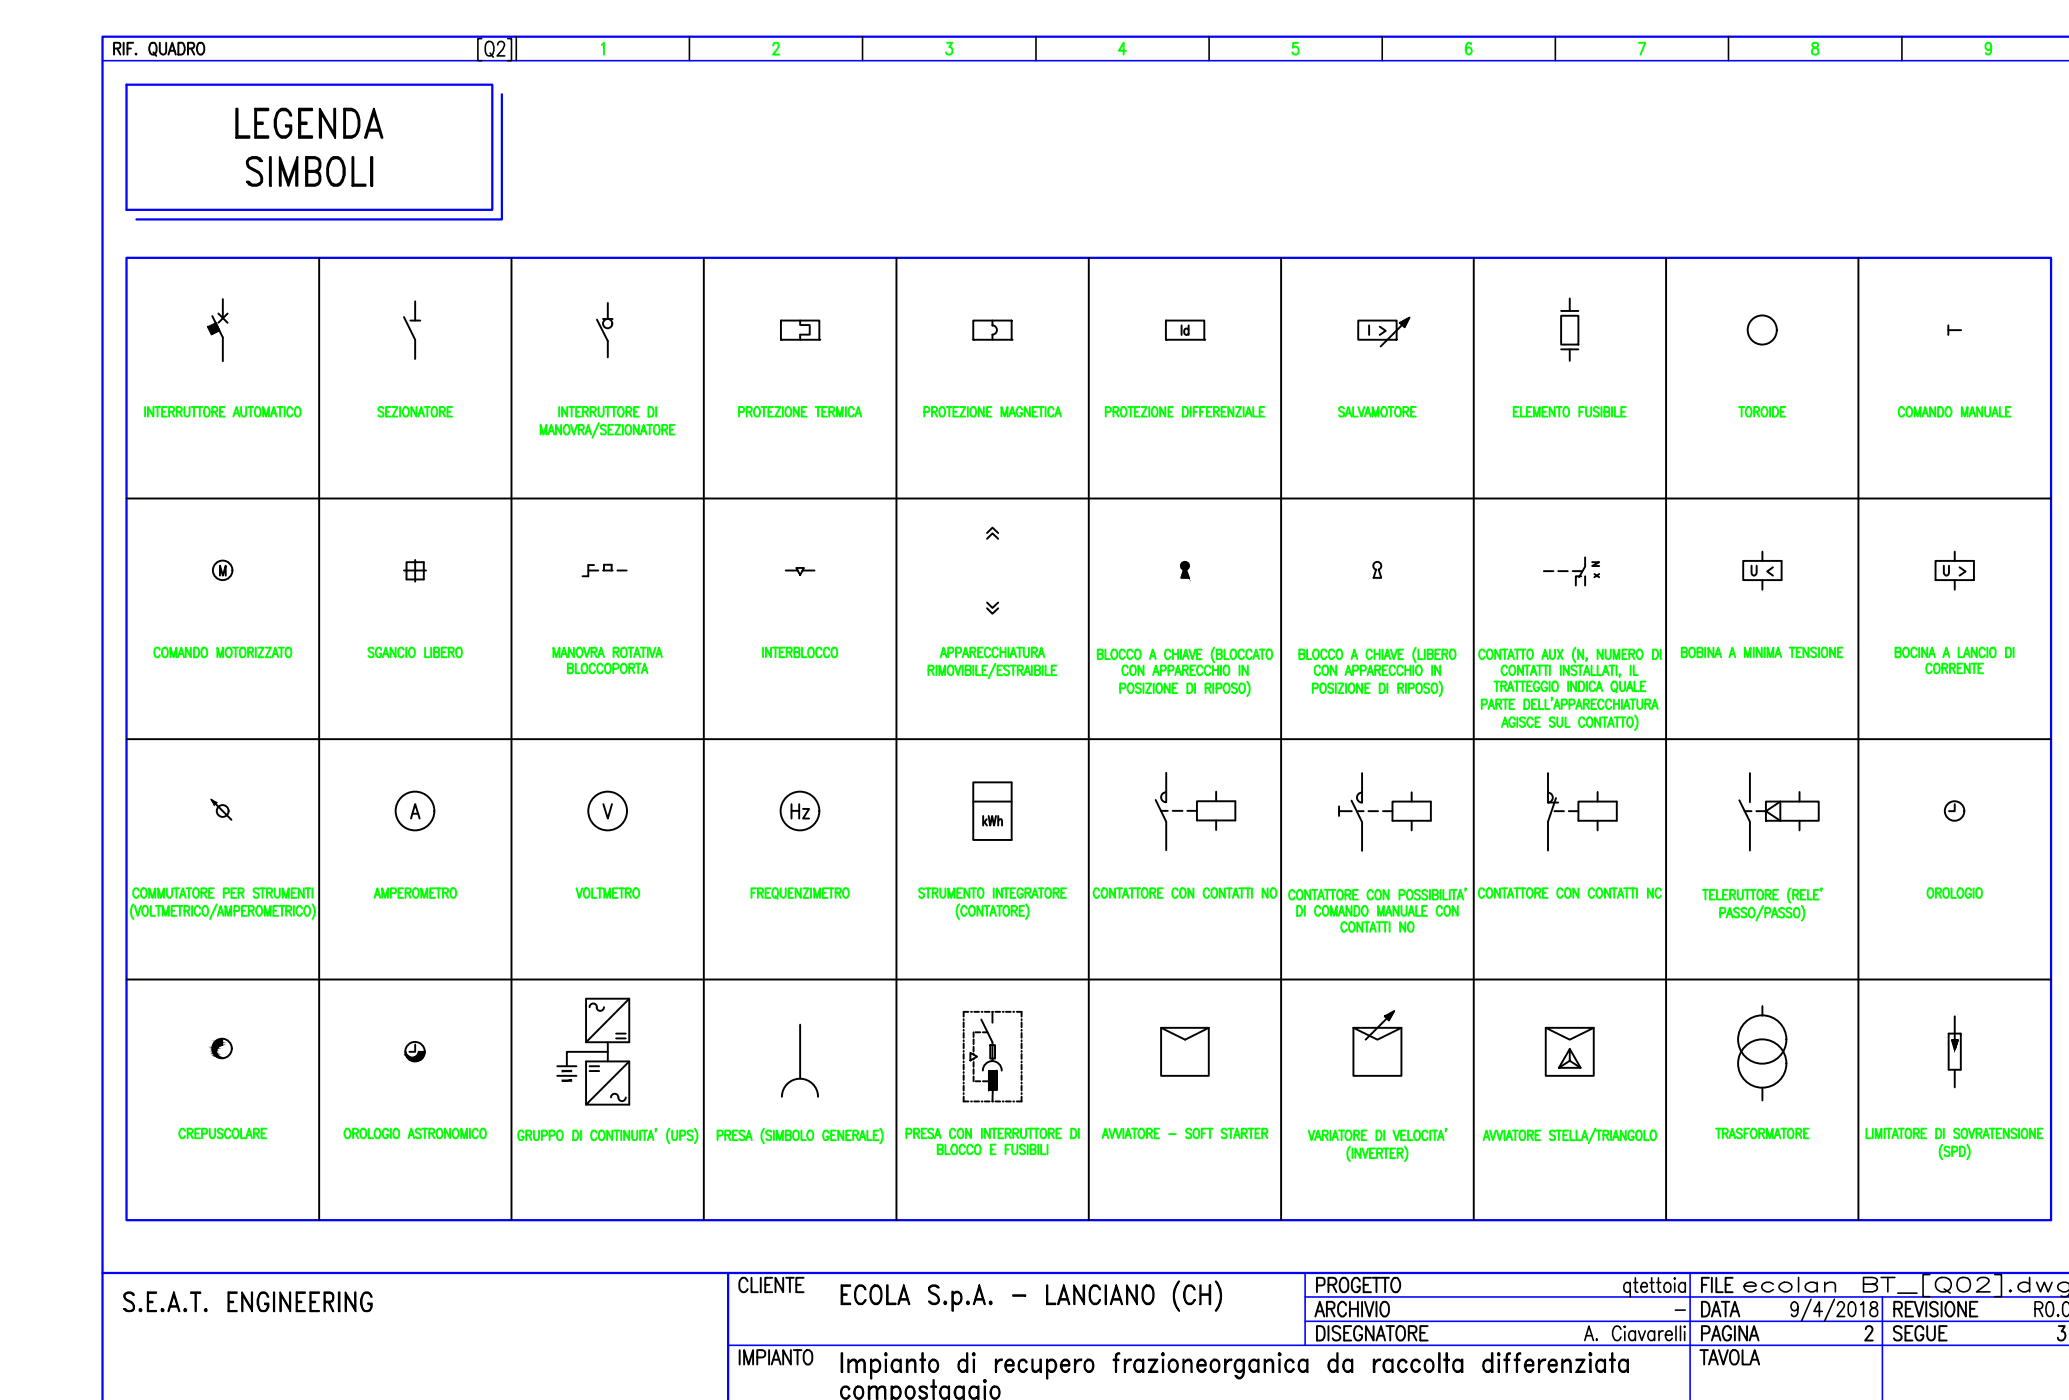 RIF. QUADRO [Q2] 1 2 3 4 5 6 7 8 9
LEGENDA
SIMBOLI
Id
I >
INTERRUTTORE AUTOMATICO
SEZIONATORE
INTERRUTTORE DI
MANOVRA/SEZIONATORE
PROTEZIONE TERMICA
PROTEZIONE MAGNETICA
PROTEZIONE DIFFERENZIALE
SALVAMOTORE
ELEMENTO FUSIBILE
TOROIDE
COMANDO MANUALE
M
N
x
U <
U >
COMANDO MOTORIZZATO
SGANCIO LIBERO
MANOVRA ROTATIVA
BLOCCOPORTA
INTERBLOCCO
APPARECCHIATURA
RIMOVIBILE/ESTRAIBILE
BLOCCO A CHIAVE (BLOCCATO
CON APPARECCHIO IN
POSIZIONE DI RIPOSO)
BLOCCO A CHIAVE (LIBERO
CON APPARECCHIO IN
POSIZIONE DI RIPOSO)
CONTATTO AUX (N, NUMERO DI
CONTATTI INSTALLATI, IL
TRATTEGGIO INDICA QUALE
PARTE DELL'APPARECCHIATURA
AGISCE SUL CONTATTO)
BOBINA A MINIMA TENSIONE
BOCINA A LANCIO DI
CORRENTE
A
V
Hz
kWh
COMMUTATORE PER STRUMENTI
(VOLTMETRICO/AMPEROMETRICO)
AMPEROMETRO
VOLTMETRO
FREQUENZIMETRO
STRUMENTO INTEGRATORE
(CONTATORE)
CONTATTORE CON CONTATTI NO
CONTATTORE CON POSSIBILITA'
DI COMANDO MANUALE CON
CONTATTI NO
CONTATTORE CON CONTATTI NC
TELERUTTORE (RELE'
PASSO/PASSO)
OROLOGIO
CREPUSCOLARE
OROLOGIO ASTRONOMICO
GRUPPO DI CONTINUITA' (UPS)
PRESA (SIMBOLO GENERALE)
PRESA CON INTERRUTTORE DI
BLOCCO E FUSIBILI
AVVIATORE – SOFT STARTER
VARIATORE DI VELOCITA'
(INVERTER)
AVVIATORE STELLA/TRIANGOLO
TRASFORMATORE
LIMITATORE DI SOVRATENSIONE
(SPD)
S.E.A.T. ENGINEERING
CLIENTE ECOLA S.p.A. – LANCIANO (CH)
PROGETTO qtettoia
ARCHIVIO –
DISEGNATORE A. Ciavarelli
FILE ecolan BT_[Q02].dwg
DATA 9/4/2018 REVISIONE R0.0
PAGINA 2 SEGUE 3
IMPIANTO Impianto di recupero frazioneorganica da raccolta differenziata
compostaggio
TAVOLA